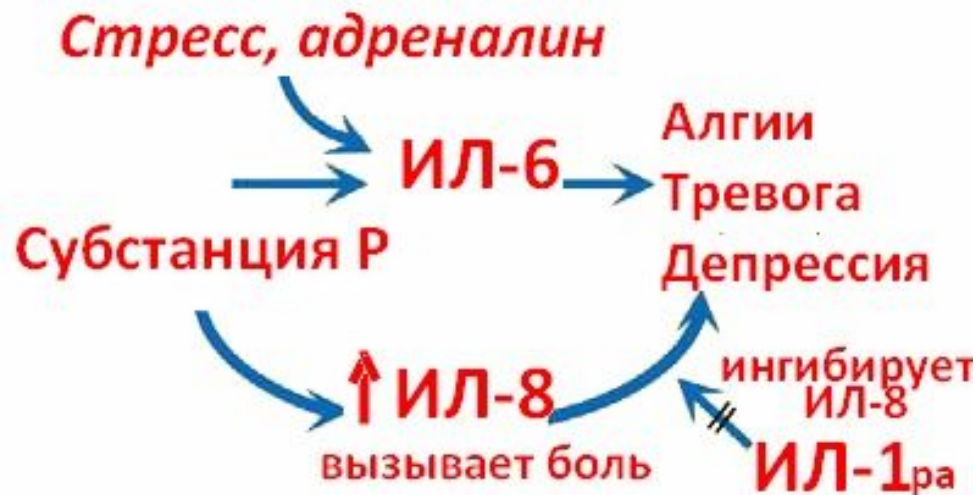 Стресс, адреналин
ИЛ-6
Алгии
Тревога
Депрессия
Субстанция Р
ИЛ-8
вызывает боль
ингибирует
ИЛ-8
ИЛ-1ра